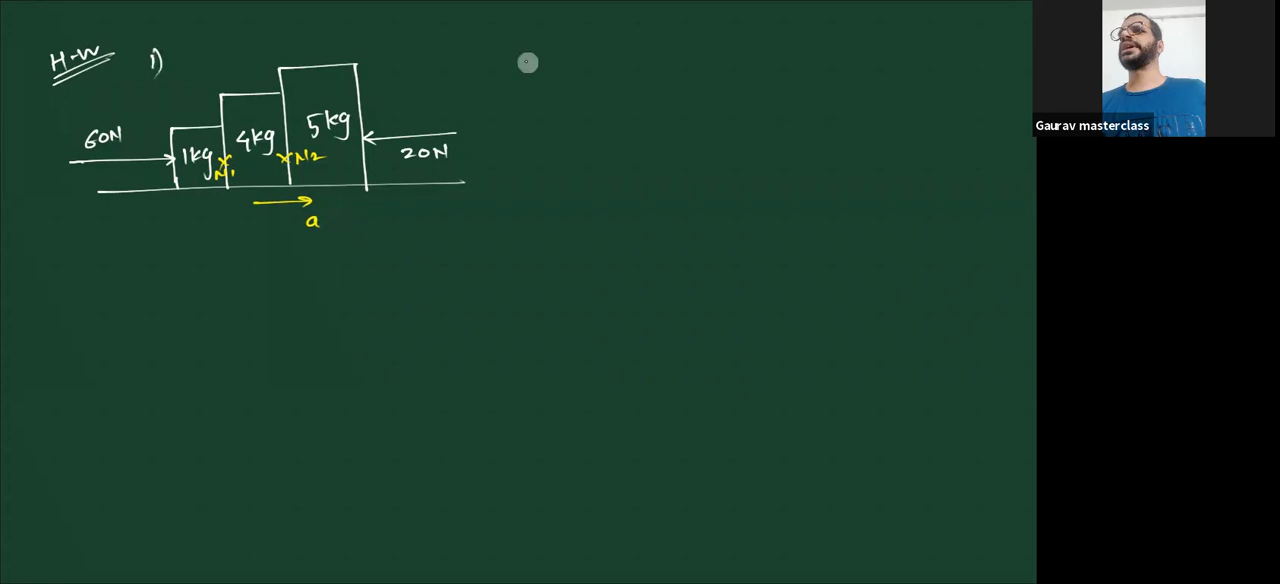 H.W 1)
60N
1kg
4kg
5kg
20N
N1
N2
a
Gaurav masterclass